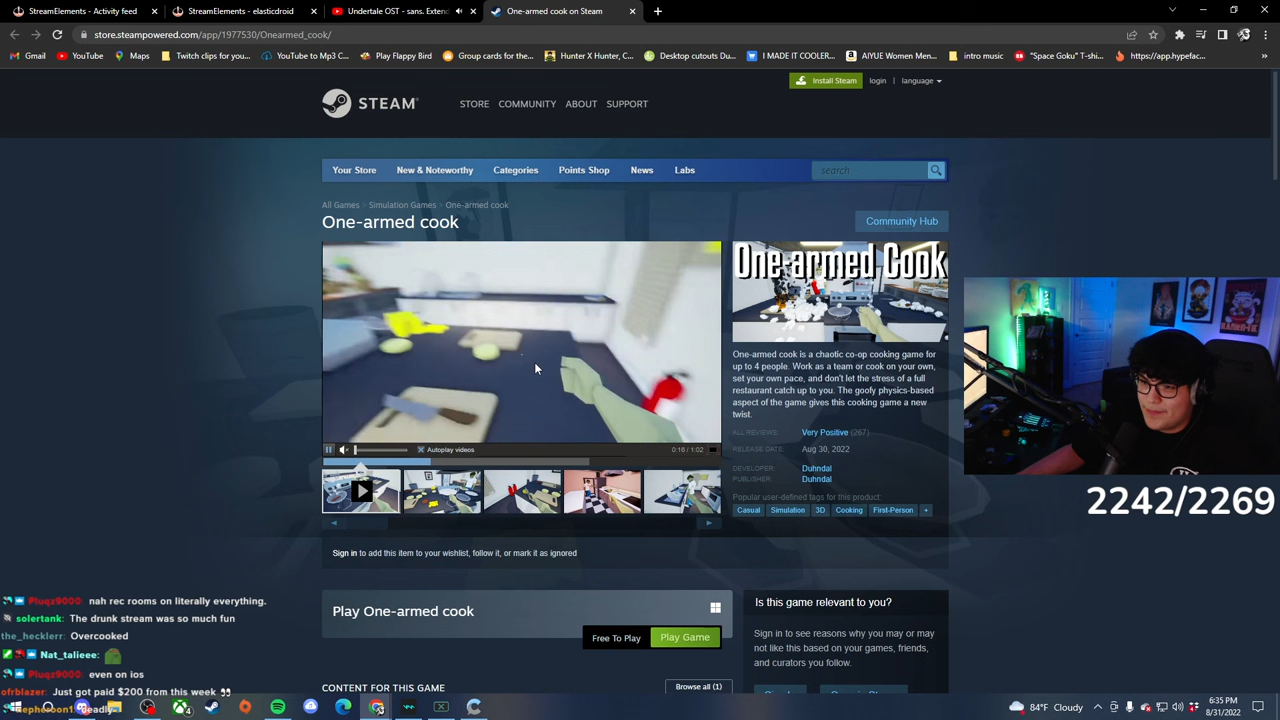 StreamElements - Activity feed
StreamElements - elasticdroid
Undertale OST - sans. Extend
One-armed cook on Steam
store.steampowered.com/app/1977530/Onearmed_cook/
Gmail
YouTube
Maps
Twitch clips to you...
YouTube to Mp3 C...
Play Flappy Bird
Group cards for the...
Hunter X Hunter, C...
Desktop cutouts D...
I MADE IT COOLER...
AIYUE Women Men...
intro music
"Space Goku" T-shi...
https://app.hypefac...
Install Steam
login | language
STEAM
STORE COMMUNITY ABOUT SUPPORT
Your Store New & Noteworthy Categories Points Shop News Labs
search
All Games > Simulation Games > One-armed cook
One-armed cook
Community Hub
One-armed Cook
One-armed cook is a chaotic co-op cooking game for
up to 4 people. Work as a team or cook on your own,
set your own pace, and don't let the stress of a full
restaurant catch up to you. The goofy physics-based
aspect of the game gives this cooking game a new
twist.
ALL REVIEWS: Very Positive (267)
RELEASE DATE: Aug 30, 2022
DEVELOPER: Duhndal
PUBLISHER: Duhndal
Popular user-defined tags for this product:
Casual Simulation 3D Cooking First-Person +
Autoplay videos
0:16 / 1:02
Sign in to add this item to your wishlist, follow it, or mark it as ignored
Play One-armed cook
Free To Play Play Game
Is this game relevant to you?
Sign in to see reasons why you may or may
not like this based on your games, friends,
and curators you follow.
CONTENT FOR THIS GAME
Browse all (1)
2242/2269
Pluqz9000 nah rec rooms on literally everything.
solertank: The drunk stream was so much fun
the_hecklerr: Overcooked
Nat_talieee:
Pluqz9000 even on ios
ofrblazer: Just got paid $200 from this week
84°F Cloudy
6:35 PM
8/31/2022